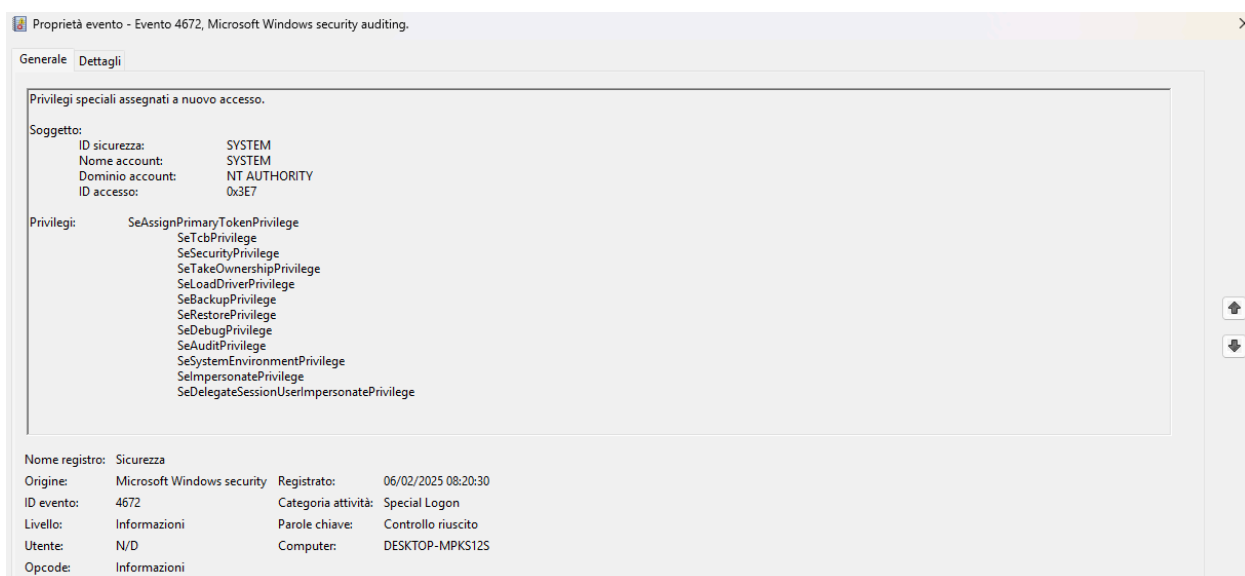 Proprietà evento - Evento 4672, Microsoft Windows security auditing.
Generale Dettagli
Privilegi speciali assegnati a nuovo accesso.
Soggetto:
ID sicurezza: SYSTEM
Nome account: SYSTEM
Dominio account: NT AUTHORITY
ID accesso: 0x3E7
Privilegi: SeAssignPrimaryTokenPrivilege
SeTcbPrivilege
SeSecurityPrivilege
SeTakeOwnershipPrivilege
SeLoadDriverPrivilege
SeBackupPrivilege
SeRestorePrivilege
SeDebugPrivilege
SeAuditPrivilege
SeSystemEnvironmentPrivilege
SeImpersonatePrivilege
SeDelegateSessionUserImpersonatePrivilege
Nome registro: Sicurezza
Origine: Microsoft Windows security Registrato: 06/02/2025 08:20:30
ID evento: 4672 Categoria attività: Special Logon
Livello: Informazioni Parole chiave: Controllo riuscito
Utente: N/D Computer: DESKTOP-MPKS12S
Opcode: Informazioni